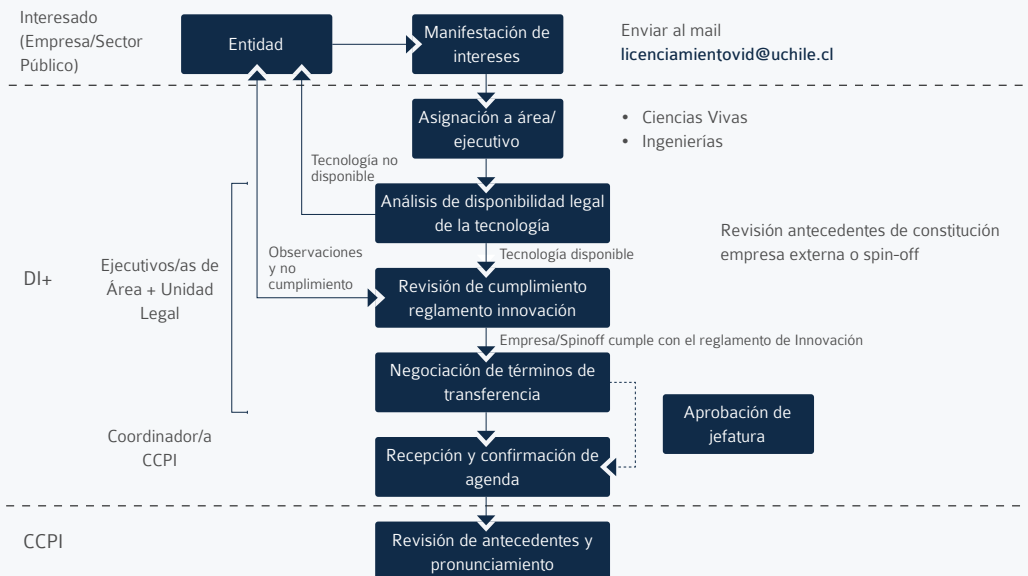 Interesado
(Empresa/Sector
Público)
Entidad
Manifestación de
intereses
Enviar al mail
licenciamientovid@uchile.cl
Asignación a área/
ejecutivo
• Ciencias Vivas
• Ingenierías
Tecnología no
disponible
Análisis de disponibilidad legal
de la tecnología
Revisión antecedentes de constitución
empresa externa o spin-off
Tecnología disponible
Observaciones
y no
cumplimiento
DI+
Ejecutivos/as de
Área + Unidad
Legal
Revisión de cumplimiento
reglamento innovación
Empresa/Spinoff cumple con el reglamento de Innovación
Negociación de términos de
transferencia
Aprobación de
jefatura
Coordinador/a
CCPI
Recepción y confirmación de
agenda
CCPI
Revisión de antecedentes y
pronunciamiento